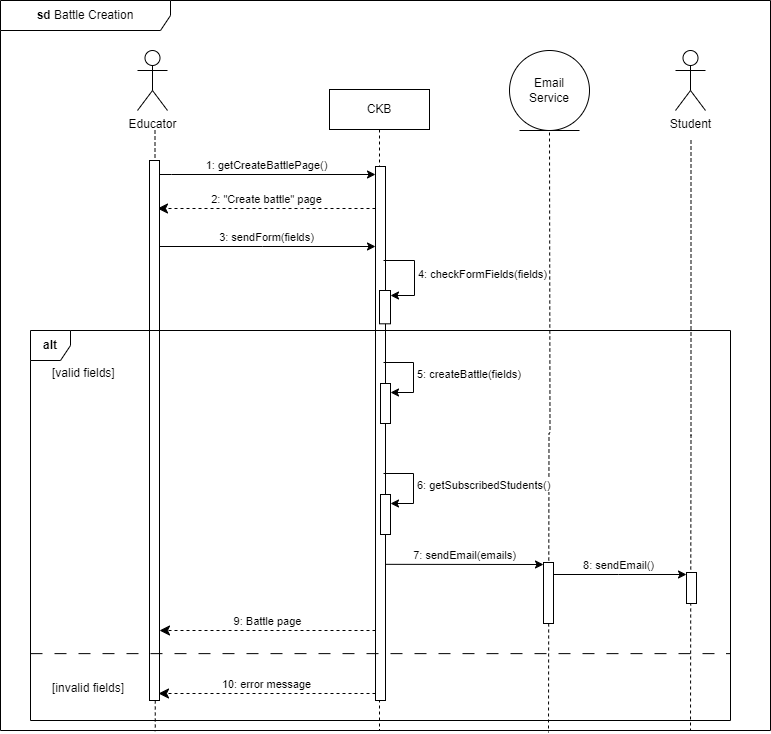 sd Battle Creation
Educator
CKB
Email
Service
Student
1: getCreateBattlePage()
2: "Create battle" page
3: sendForm(fields)
4: checkFormFields(fields)
alt
[valid fields]
5: createBattle(fields)
6: getSubscribedStudents()
7: sendEmail(emails)
8: sendEmail()
9: Battle page
[invalid fields]
10: error message